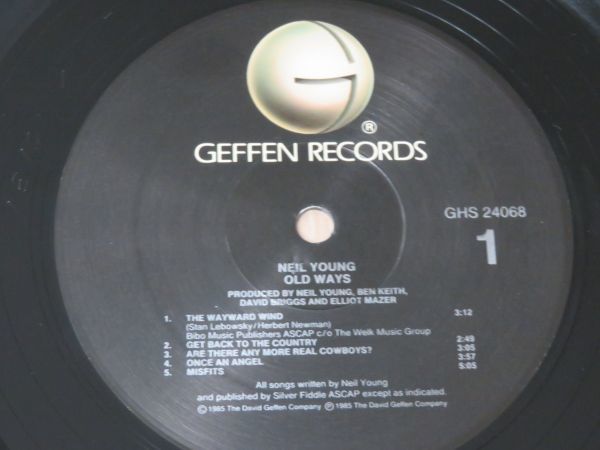 ®
GEFFEN RECORDS
GHS 24068
1
NEIL YOUNG
OLD WAYS
PRODUCED BY NEIL YOUNG, BEN KEITH,
DAVID BRIGGS AND ELLIOT MAZER
1. THE WAYWARD WIND 3:12
(Stan Lebowsky/Herbert Newman)
Bibo Music Publishers ASCAP c/o The Welk Music Group
2. GET BACK TO THE COUNTRY 2:49
3. ARE THERE ANY MORE REAL COWBOYS? 3:05
4. ONCE AN ANGEL 3:57
5. MISFITS 5:05
All songs written by Neil Young
and published by Silver Fiddle ASCAP except as indicated.
©1985 The David Geffen Company ℗1985 The David Geffen Company